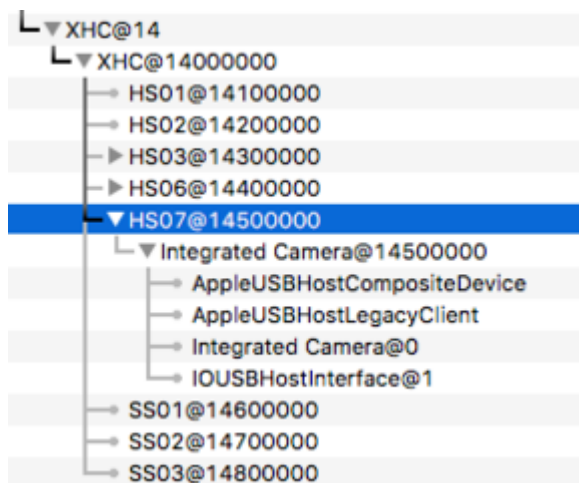 XHC@14
XHC@14000000
HS01@14100000
HS02@14200000
HS03@14300000
HS06@14400000
HS07@14500000
Integrated Camera@14500000
AppleUSBHostCompositeDevice
AppleUSBHostLegacyClient
Integrated Camera@0
IOUSBHostInterface@1
SS01@14600000
SS02@14700000
SS03@14800000